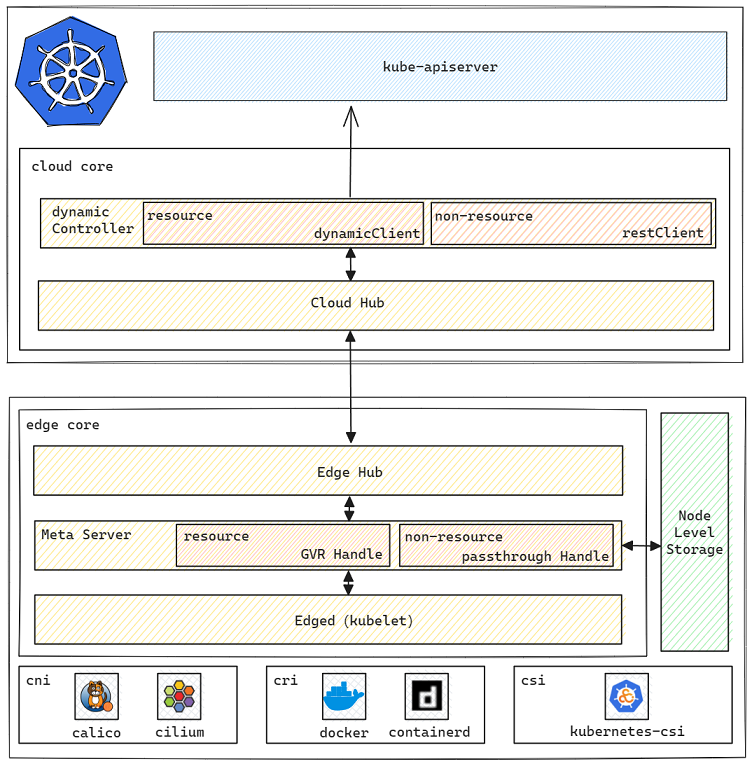 kube-apiserver
cloud core
dynamic
Controller
resource
dynamicClient
non-resource
restClient
Cloud Hub
edge core
Edge Hub
Meta Server
resource
GVR Handle
non-resource
passthrough Handle
Edged (kubelet)
Node
Level
Storage
cni
calico
cilium
cri
docker
containerd
csi
kubernetes-csi